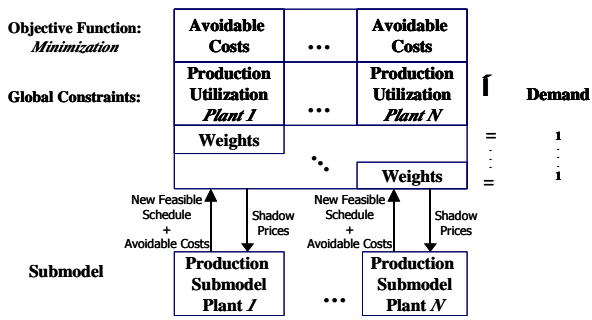 Objective Function:
Minimization
Avoidable
Costs
...
Avoidable
Costs
Global Constraints:
Production
Utilization
Plant 1
...
Production
Utilization
Plant N
Demand
Weights
= 1
Weights
= 1
New Feasible
Schedule
+
Avoidable Costs
Shadow
Prices
New Feasible
Schedule
+
Avoidable Costs
Shadow
Prices
Submodel
Production
Submodel
Plant 1
...
Production
Submodel
Plant N